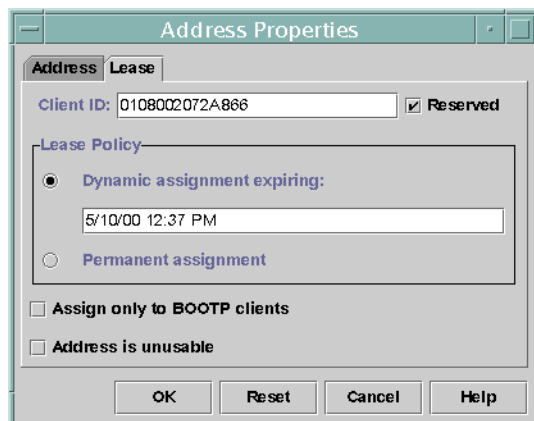 Address Properties
Address Lease
Client ID: 0108002072A866 Reserved
Lease Policy
Dynamic assignment expiring:
5/10/00 12:37 PM
Permanent assignment
Assign only to BOOTP clients
Address is unusable
OK Reset Cancel Help